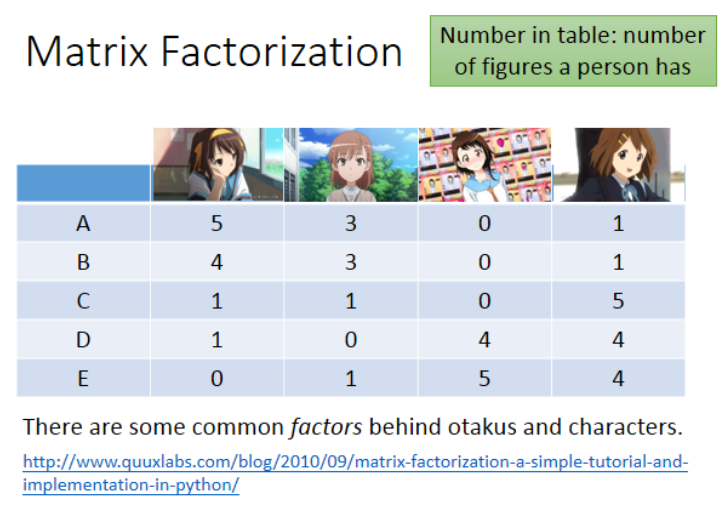 Matrix Factorization
Number in table: number
of figures a person has
A 5 3 0 1
B 4 3 0 1
C 1 1 0 5
D 1 0 4 4
E 0 1 5 4
There are some common factors behind otakus and characters.
http://www.quuxlabs.com/blog/2010/09/matrix-factorization-a-simple-tutorial-and-
implementation-in-python/